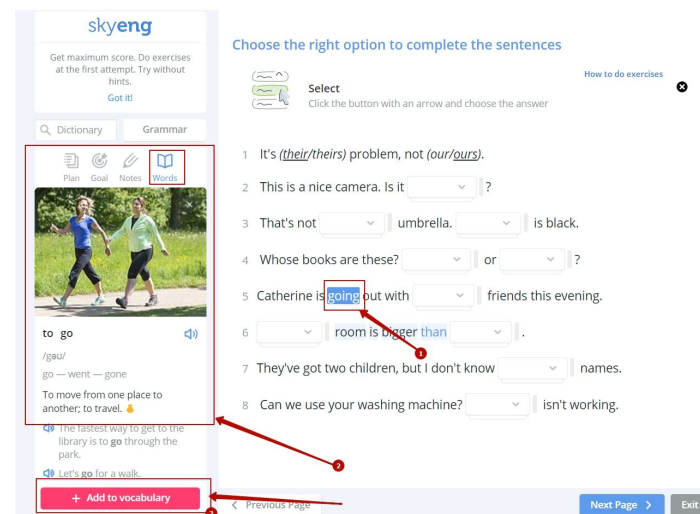 skyeng
Get maximum score. Do exercises
at the first attempt. Try without
hints.
Got it!
Dictionary
Grammar
Plan
Goal
Notes
Words
to go
/gəʊ/
go — went — gone
To move from one place to
another; to travel.
The fastest way to get to the
library is to go through the
park.
Let's go for a walk.
+ Add to vocabulary
3
2
Choose the right option to complete the sentences
How to do exercises
Select
Click the button with an arrow and choose the answer
1 It's (their/theirs) problem, not (our/ours).
2 This is a nice camera. Is it ?
3 That's not umbrella. is black.
4 Whose books are these? or ?
5 Catherine is going out with friends this evening.
1
6 room is bigger than .
7 They've got two children, but I don't know names.
8 Can we use your washing machine? isn't working.
Previous Page
Next Page
Exit